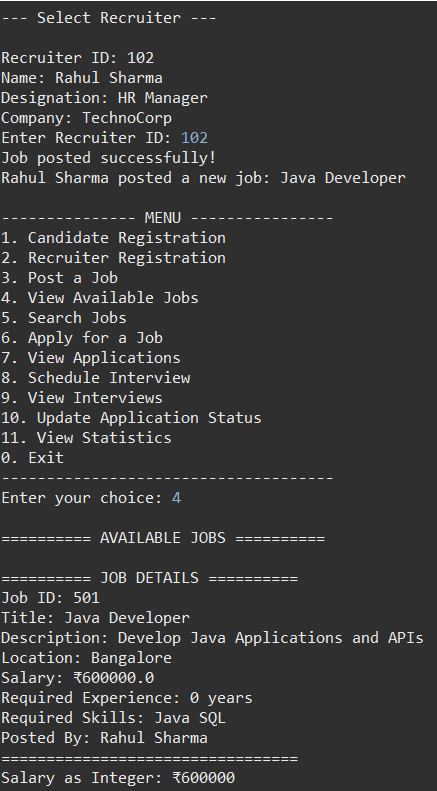 --- Select Recruiter ---
Recruiter ID: 102
Name: Rahul Sharma
Designation: HR Manager
Company: TechnoCorp
Enter Recruiter ID: 102
Job posted successfully!
Rahul Sharma posted a new job: Java Developer
--------------- MENU ----------------
1. Candidate Registration
2. Recruiter Registration
3. Post a Job
4. View Available Jobs
5. Search Jobs
6. Apply for a Job
7. View Applications
8. Schedule Interview
9. View Interviews
10. Update Application Status
11. View Statistics
0. Exit
-------------------------------------
Enter your choice: 4
========== AVAILABLE JOBS ==========
========== JOB DETAILS ==========
Job ID: 501
Title: Java Developer
Description: Develop Java Applications and APIs
Location: Bangalore
Salary: ₹600000.0
Required Experience: 0 years
Required Skills: Java SQL
Posted By: Rahul Sharma
=================================
Salary as Integer: ₹600000